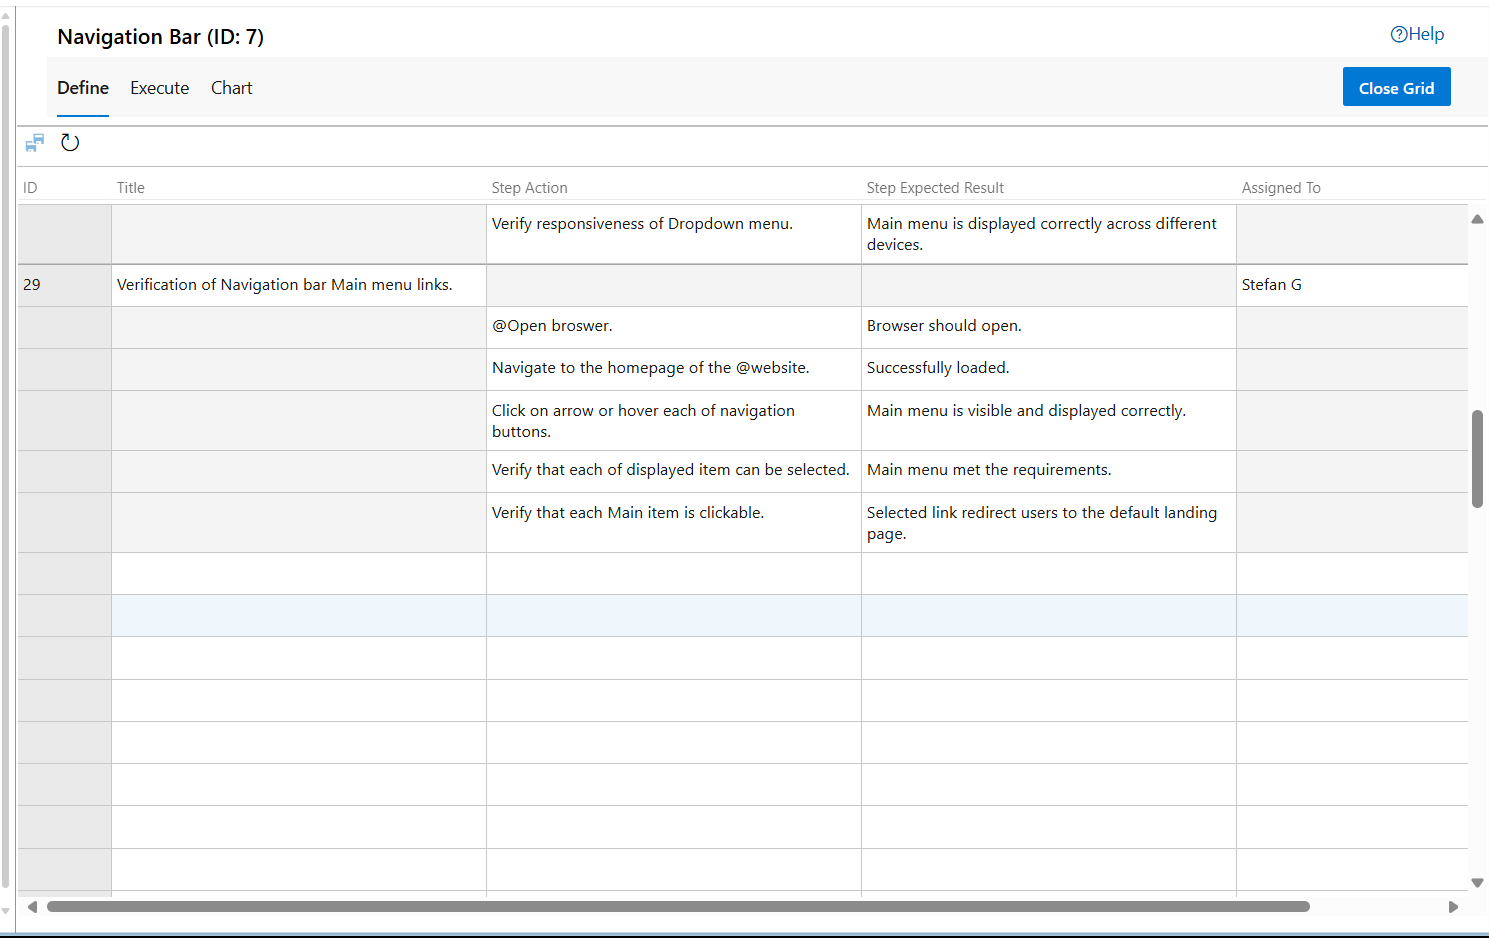 Navigation Bar (ID: 7)
Help
Define Execute Chart
Close Grid
ID Title Step Action Step Expected Result Assigned To
Verify responsiveness of Dropdown menu.
Main menu is displayed correctly across different
devices.
29 Verification of Navigation bar Main menu links. Stefan G
@Open broswer. Browser should open.
Navigate to the homepage of the @website. Successfully loaded.
Click on arrow or hover each of navigation
buttons.
Main menu is visible and displayed correctly.
Verify that each of displayed item can be selected. Main menu met the requirements.
Verify that each Main item is clickable.
Selected link redirect users to the default landing
page.